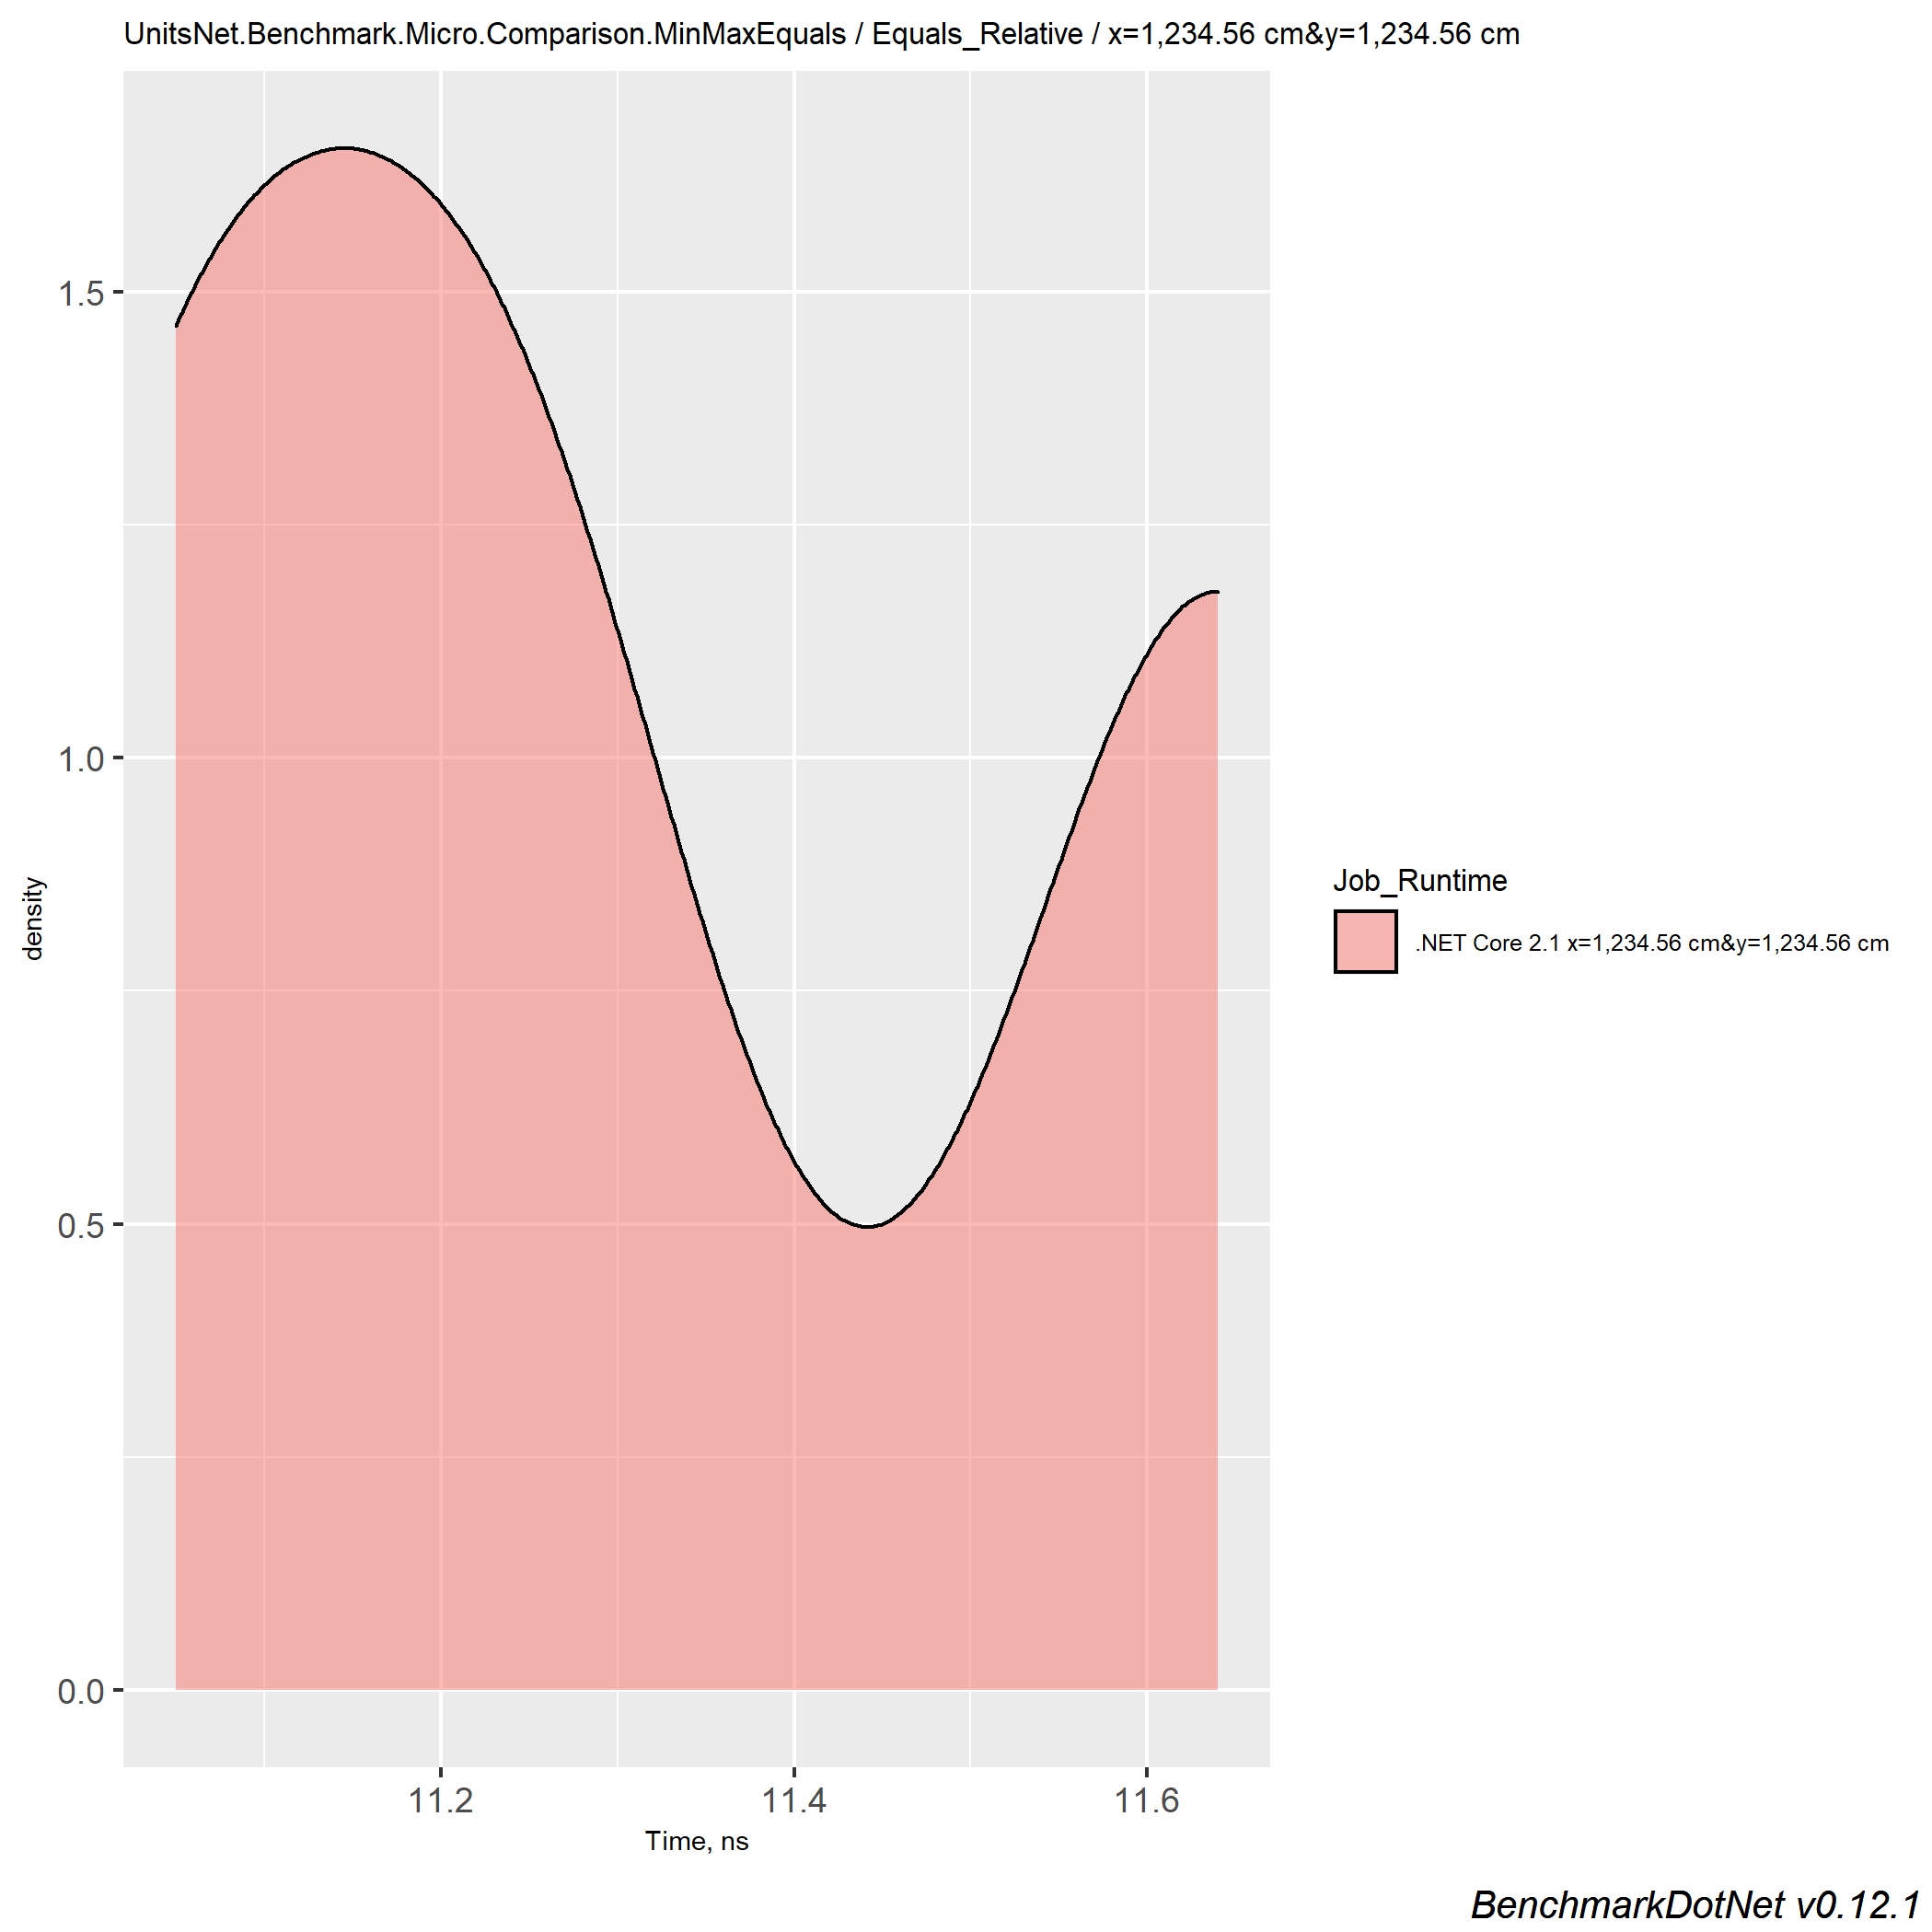 UnitsNet.Benchmark.Micro.Comparison.MinMaxEquals / Equals_Relative / x=1,234.56 cm&y=1,234.56 cm
1.5
1.0
0.5
0.0
density
11.2
11.4
11.6
Time, ns
Job_Runtime
.NET Core 2.1 x=1,234.56 cm&y=1,234.56 cm
BenchmarkDotNet v0.12.1